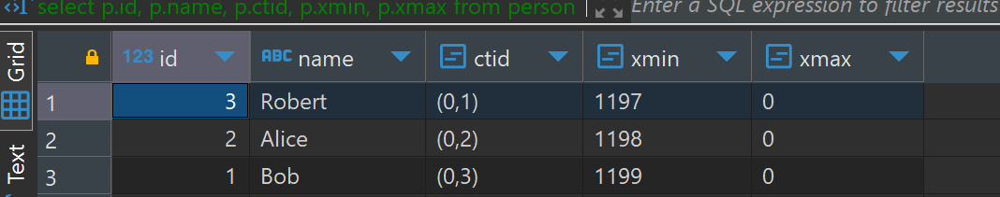 select p.id, p.name, p.ctid, p.xmin, p.xmax from person Enter a SQL expression to filter results
Grid
Text
123 id ABC name ctid xmin xmax
1 3 Robert (0,1) 1197 0
2 2 Alice (0,2) 1198 0
3 1 Bob (0,3) 1199 0